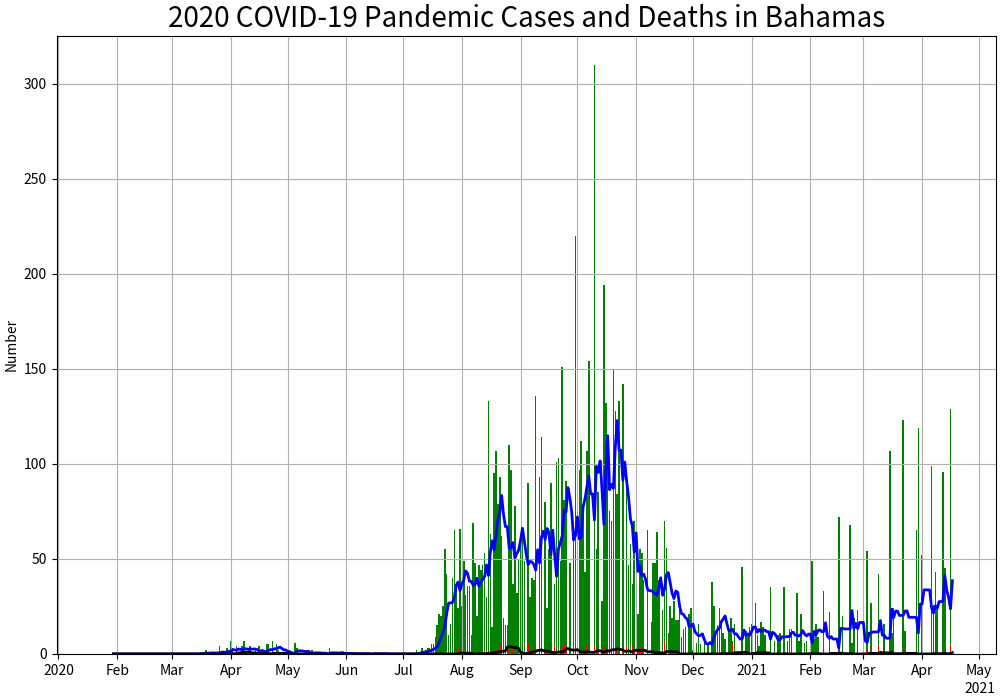 2020 COVID-19 Pandemic Cases and Deaths in Bahamas
300
250
200
150
100
50
0
Number
2020 Feb Mar Apr May Jun Jul Aug Sep Oct Nov Dec 2021 Feb Mar Apr May
2021